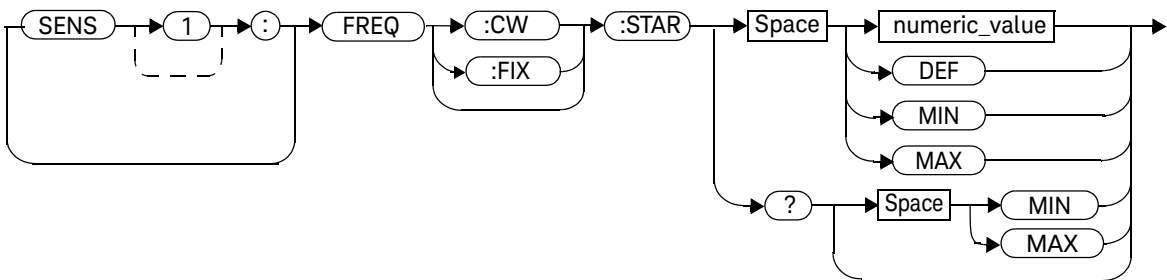 SENS 1 : FREQ :CW :STAR Space numeric_value
:FIX DEF
MIN
MAX
? Space MIN
MAX